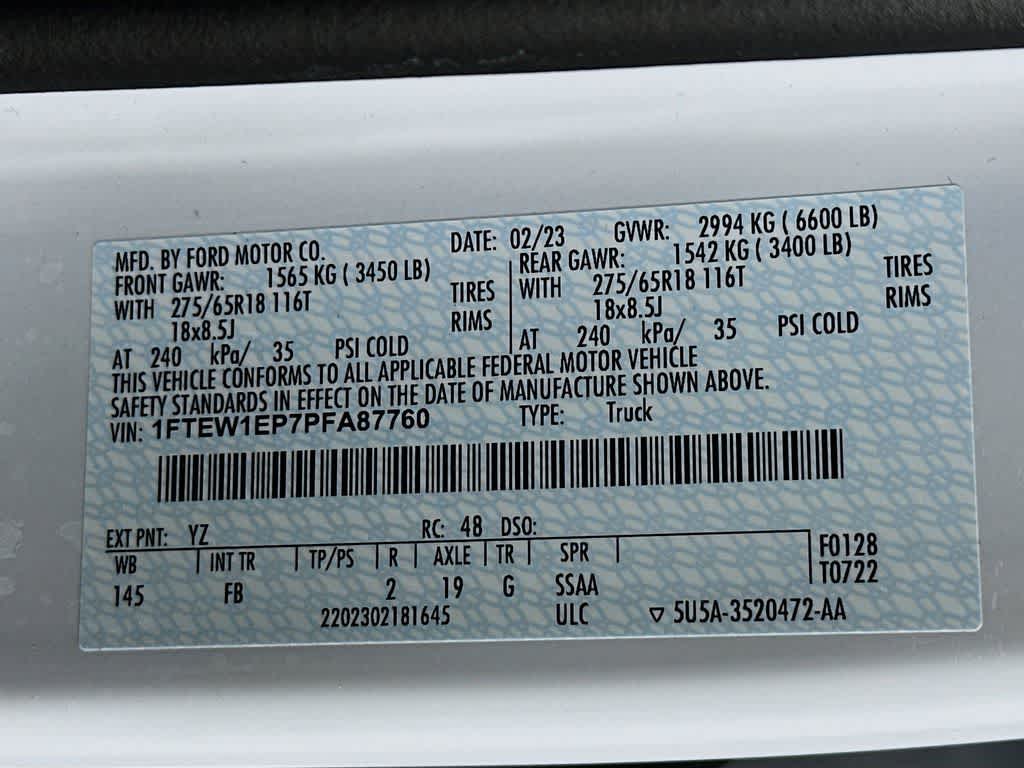 MFD. BY FORD MOTOR CO. DATE: 02/23 GVWR: 2994 KG ( 6600 LB)
FRONT GAWR: 1565 KG ( 3450 LB) REAR GAWR: 1542 KG ( 3400 LB)
WITH 275/65R18 116T TIRES WITH 275/65R18 116T TIRES
18x8.5J RIMS 18x8.5J RIMS
AT 240 kPa/ 35 PSI COLD AT 240 kPa/ 35 PSI COLD
THIS VEHICLE CONFORMS TO ALL APPLICABLE FEDERAL MOTOR VEHICLE
SAFETY STANDARDS IN EFFECT ON THE DATE OF MANUFACTURE SHOWN ABOVE.
VIN: 1FTEW1EP7PFA87760 TYPE: Truck
EXT PNT: YZ RC: 48 DSO:
WB INT TR TP/PS R AXLE TR SPR F0128
145 FB 2 19 G SSAA T0722
2202302181645 ULC ▽ 5U5A-3520472-AA